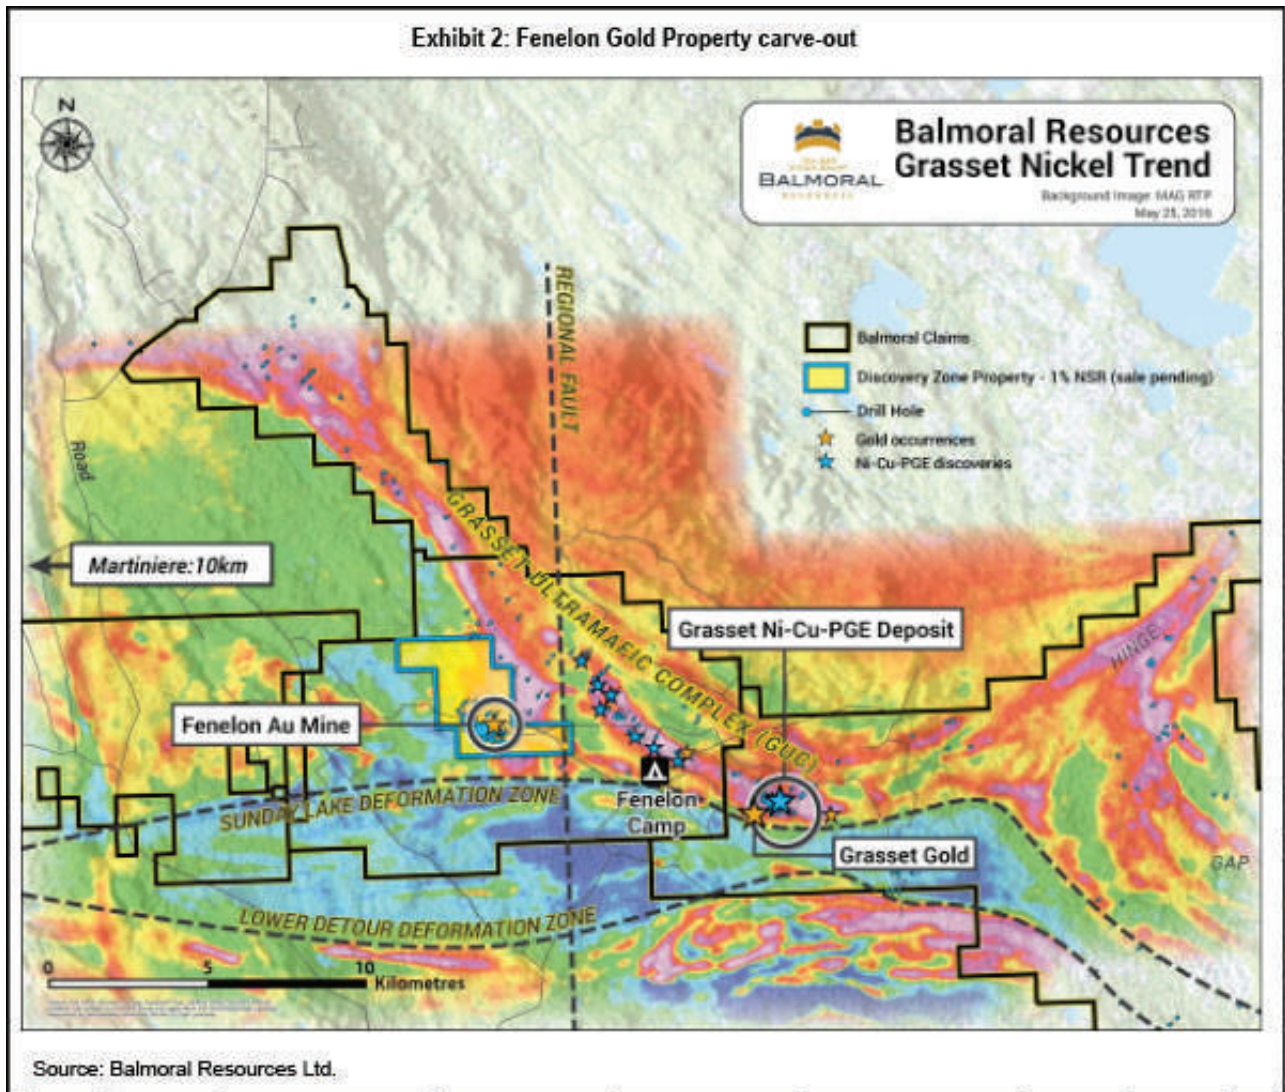 Exhibit 2: Fenelon Gold Property carve-out
N
Balmoral Resources
Grasset Nickel Trend
BALMORAL
Background Image: MAG RTP
May 25, 2016
REGIONAL FAULT
Balmoral Claims
Discovery Zone Property - 1% NSR (sale pending)
Drill Hole
Gold occurrences
Ni-Cu-PGE discoveries
Road
Martiniere:10km
GRASSET ULTRAMAFIC COMPLEX (GUC)
Grasset Ni-Cu-PGE Deposit
HINGE
Fenelon Au Mine
SUNDAY LAKE DEFORMATION ZONE
Fenelon
Camp
Grasset Gold
GAP
LOWER DETOUR DEFORMATION ZONE
0 5 10
Kilometres
Source: Balmoral Resources Ltd.